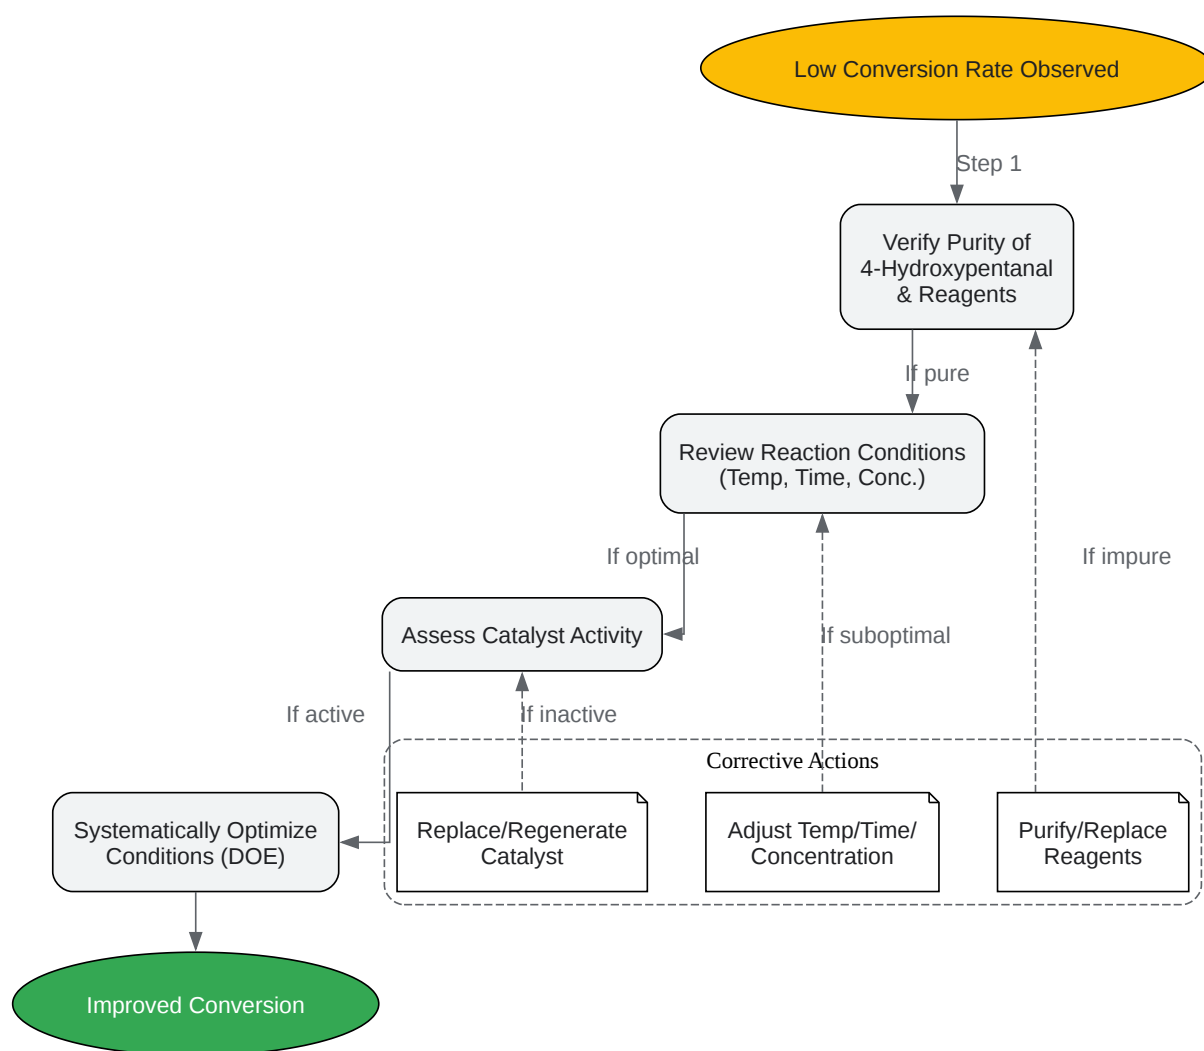 Low Conversion Rate Observed
Step 1
Verify Purity of
4-Hydroxypentanal
& Reagents
If pure
Review Reaction Conditions
(Temp, Time, Conc.)
If optimal
If impure
Assess Catalyst Activity
If suboptimal
If active
If inactive
Corrective Actions
Systematically Optimize
Conditions (DOE)
Replace/Regenerate
Catalyst
Adjust Temp/Time/
Concentration
Purify/Replace
Reagents
Improved Conversion